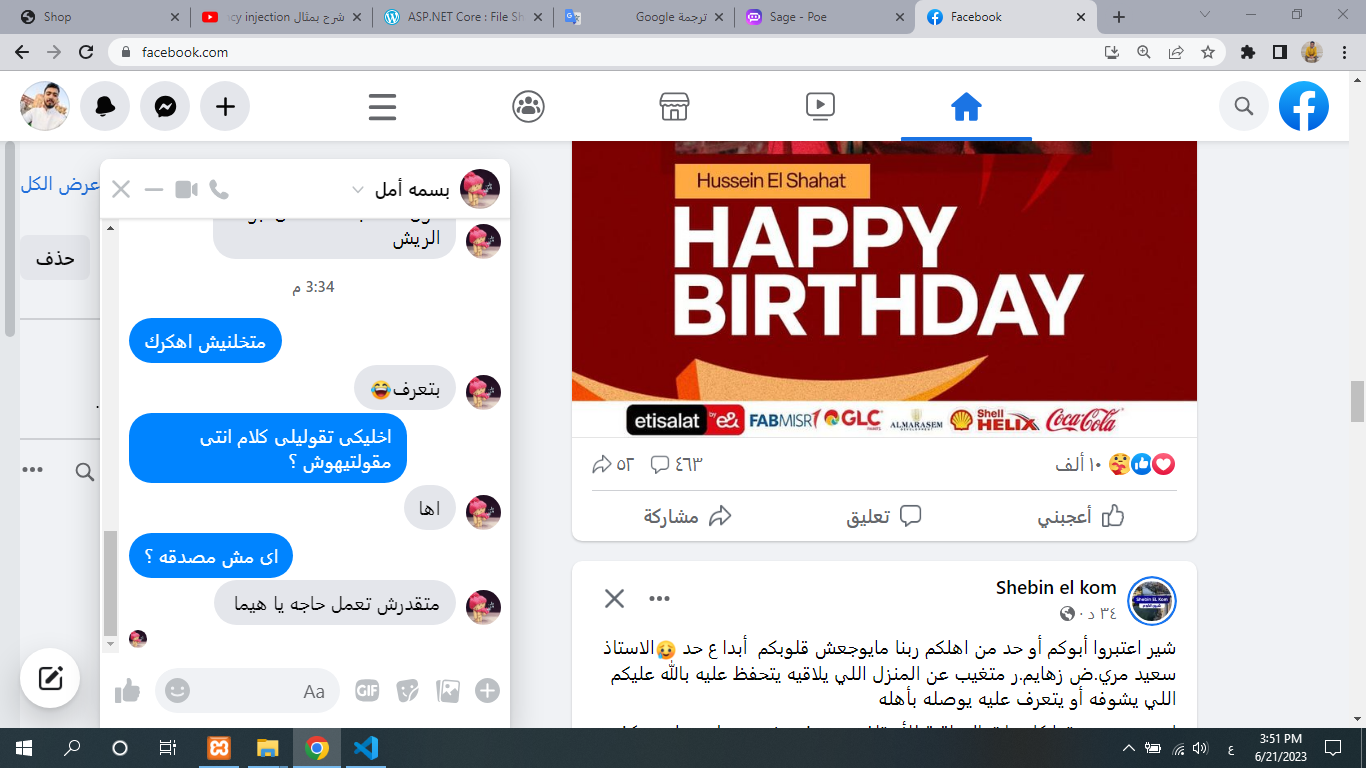 Shop
شرح بمثال ncy injection
ASP.NET Core : File Sh
ترجمة Google
Sage - Poe
Facebook
facebook.com
عرض الكل
حذف
بسمه أمل
الريش
3:34 م
متخلنيش اهكرك
بتعرف😂
اخليكى تقوليلى كلام انتى
مقولتيهوش ؟
اها
اى مش مصدقه ؟
متقدرش تعمل حاجه يا هيما
Aa
GIF
Hussein El Shahat
HAPPY
BIRTHDAY
etisalat by e&
FABMISR
GLC PAINTS
ALMARASEM
DEVELOPMENT
Shell
HELIX
Coca-Cola
١٠ ألف
٤٦٣
٥٢
أعجبني
تعليق
مشاركة
Shebin el kom
٣٤ د ·
شير اعتبروا أبوكم أو حد من اهلكم ربنا مايوجعش قلوبكم أبدا ع حد 😥الاستاذ
سعيد مري.ض زهايم.ر متغيب عن المنزل اللي يلاقيه يتحفظ عليه بالله عليكم
اللي يشوفه أو يتعرف عليه يوصله بأهله
ع
3:51 PM
6/21/2023